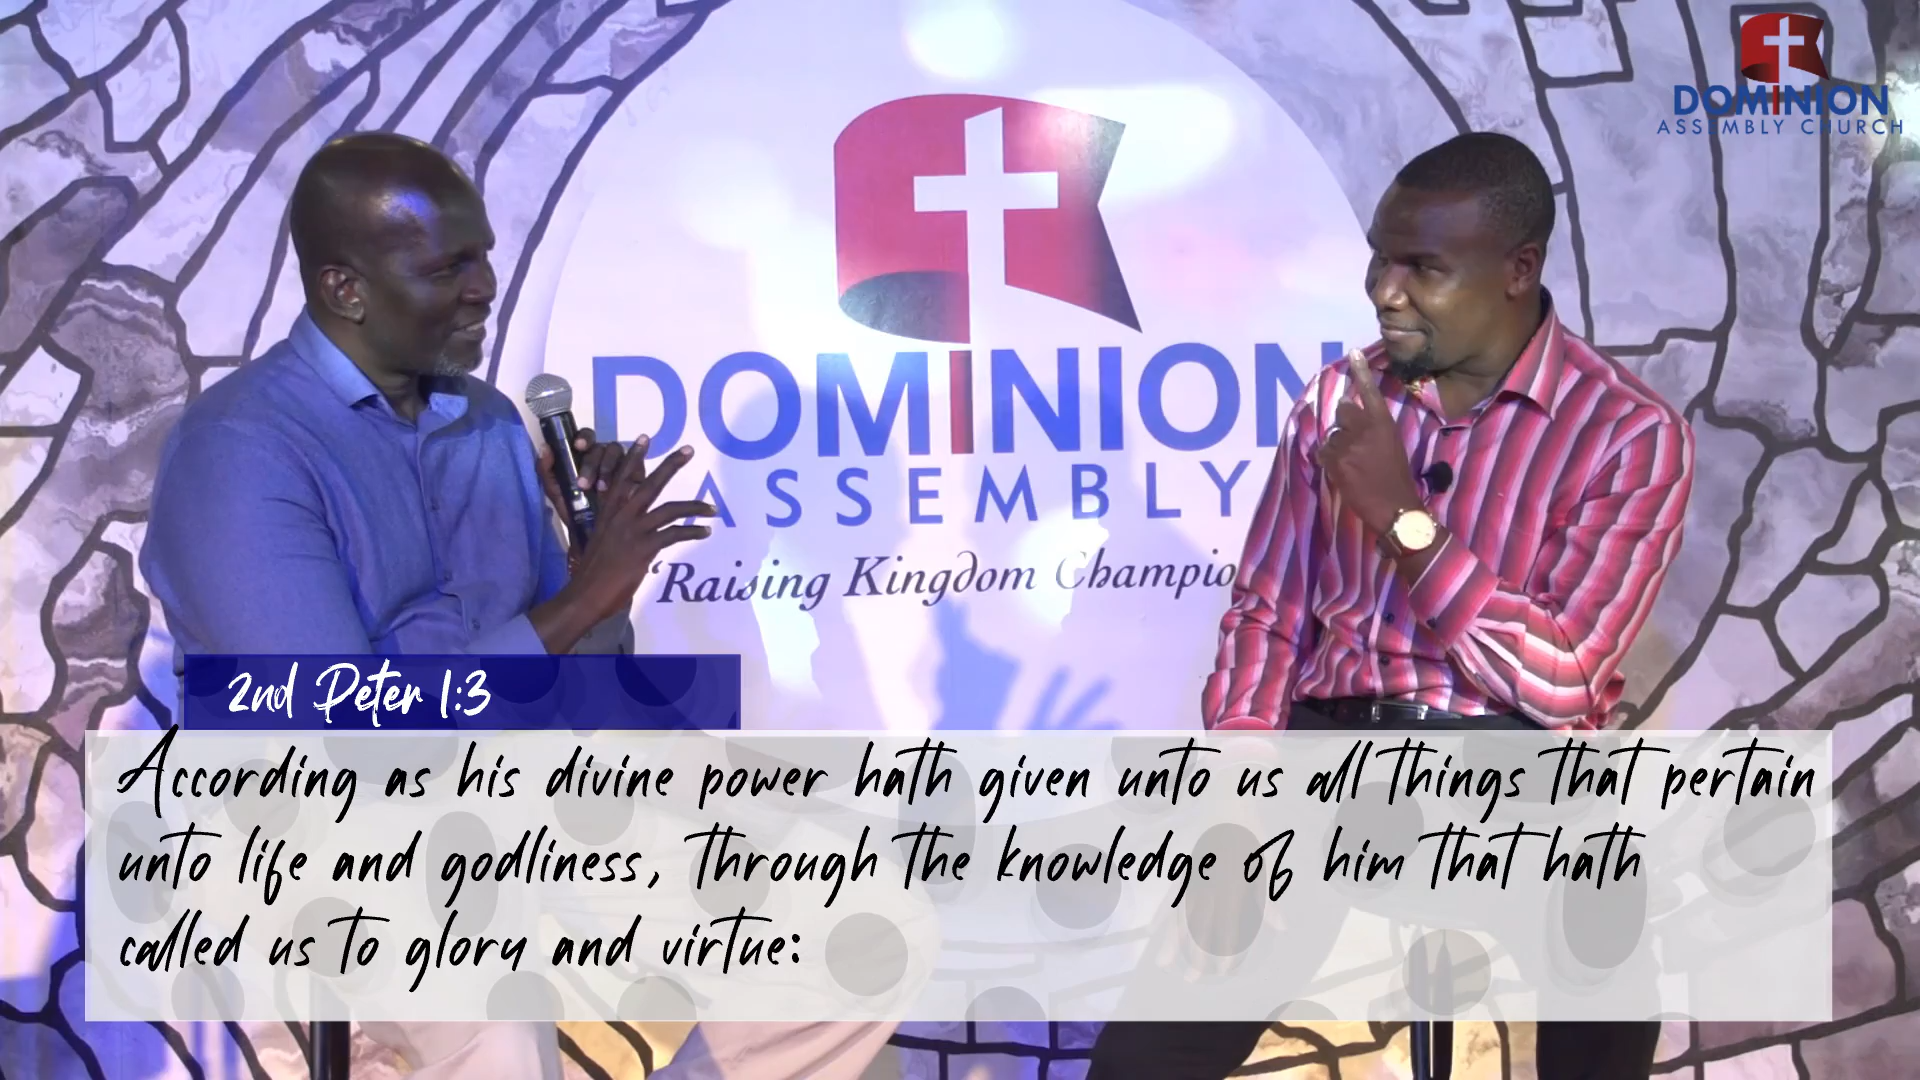 DOMINION
ASSEMBLY CHURCH
DOMINION
ASSEMBLY
"Raising Kingdom Champio
2nd Peter 1:3
According as his divine power hath given unto us all things that pertain
unto life and godliness, through the knowledge of him that hath
called us to glory and virtue: